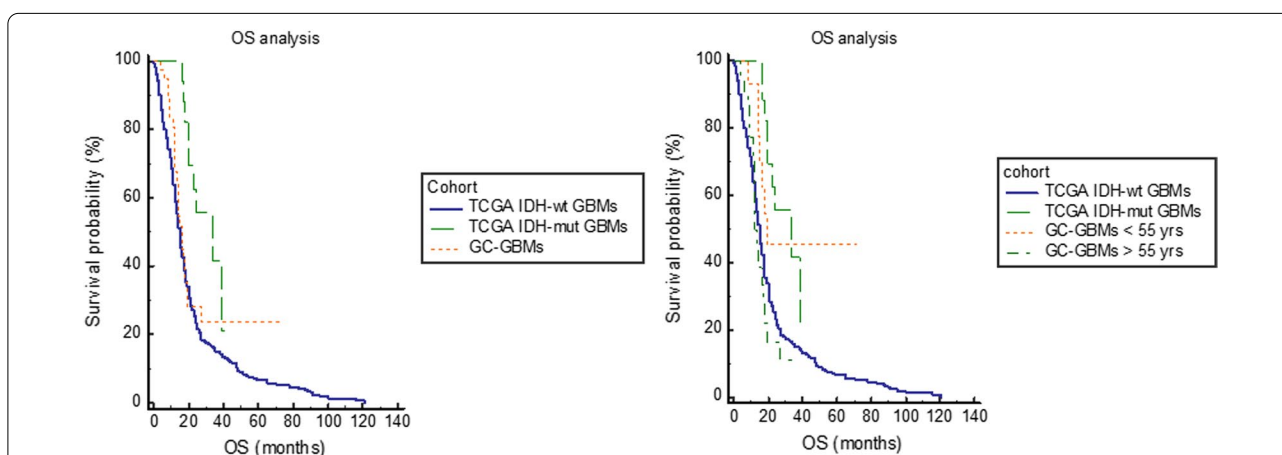 OS analysis
Survival probability (%)
100
80
60
40
20
0
0 20 40 60 80 100 120 140
OS (months)
Cohort
TCGA IDH-wt GBMs
TCGA IDH-mut GBMs
GC-GBMs
OS analysis
Survival probability (%)
100
80
60
40
20
0
0 20 40 60 80 100 120 140
OS (months)
cohort
TCGA IDH-wt GBMs
TCGA IDH-mut GBMs
GC-GBMs < 55 yrs
GC-GBMs > 55 yrs